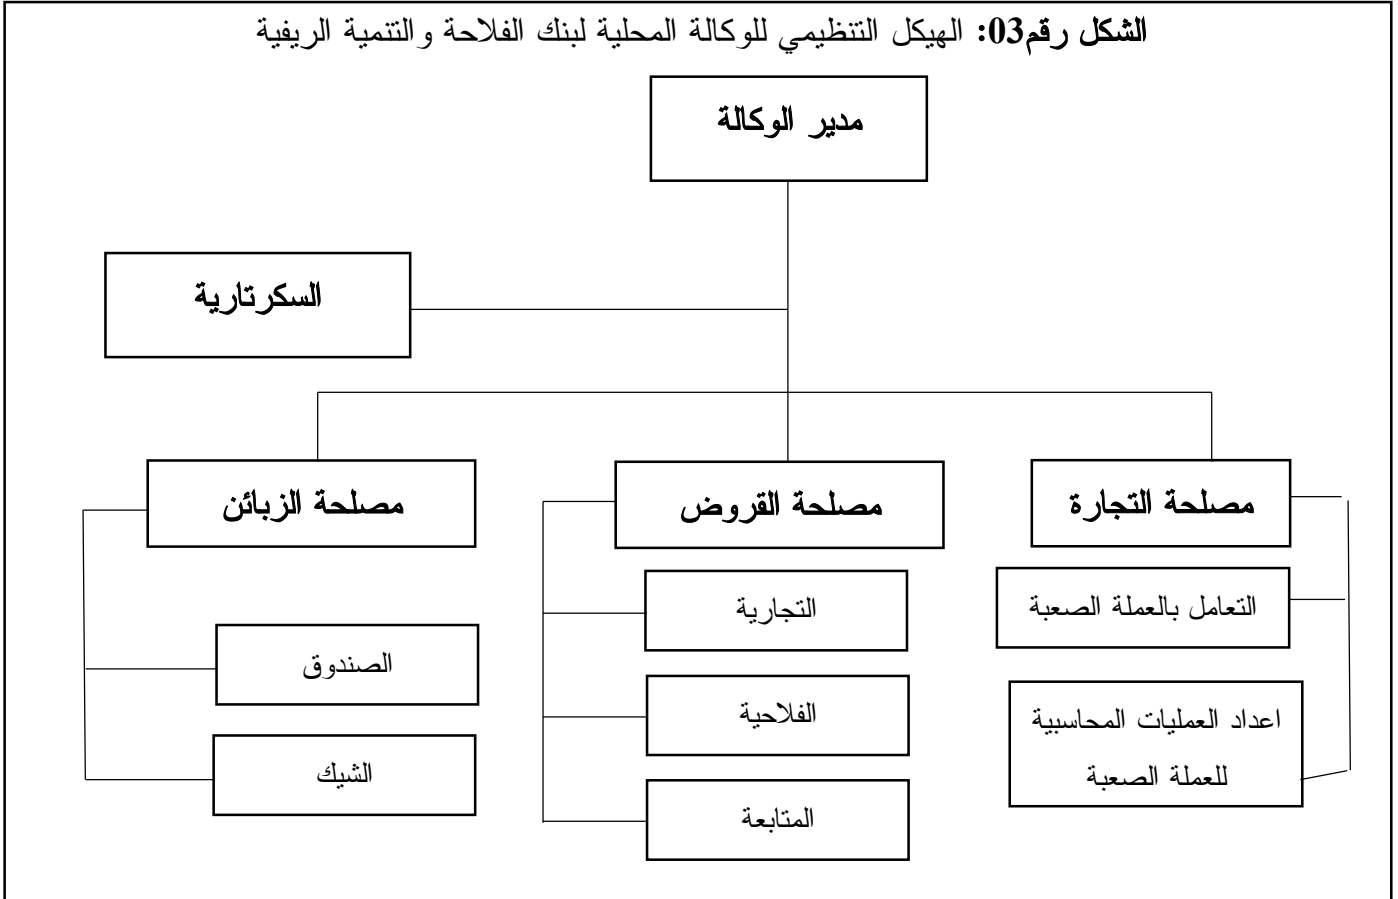 الشكل رقم03: الهيكل التنظيمي للوكالة المحلية لبنك الفلاحة والتنمية الريفية
مدير الوكالة
السكرتارية
مصلحة التجارة
مصلحة القروض
مصلحة الزبائن
التعامل بالعملة الصعبة
اعداد العمليات المحاسبية
للعملة الصعبة
التجارية
الفلاحية
المتابعة
الصندوق
الشيك